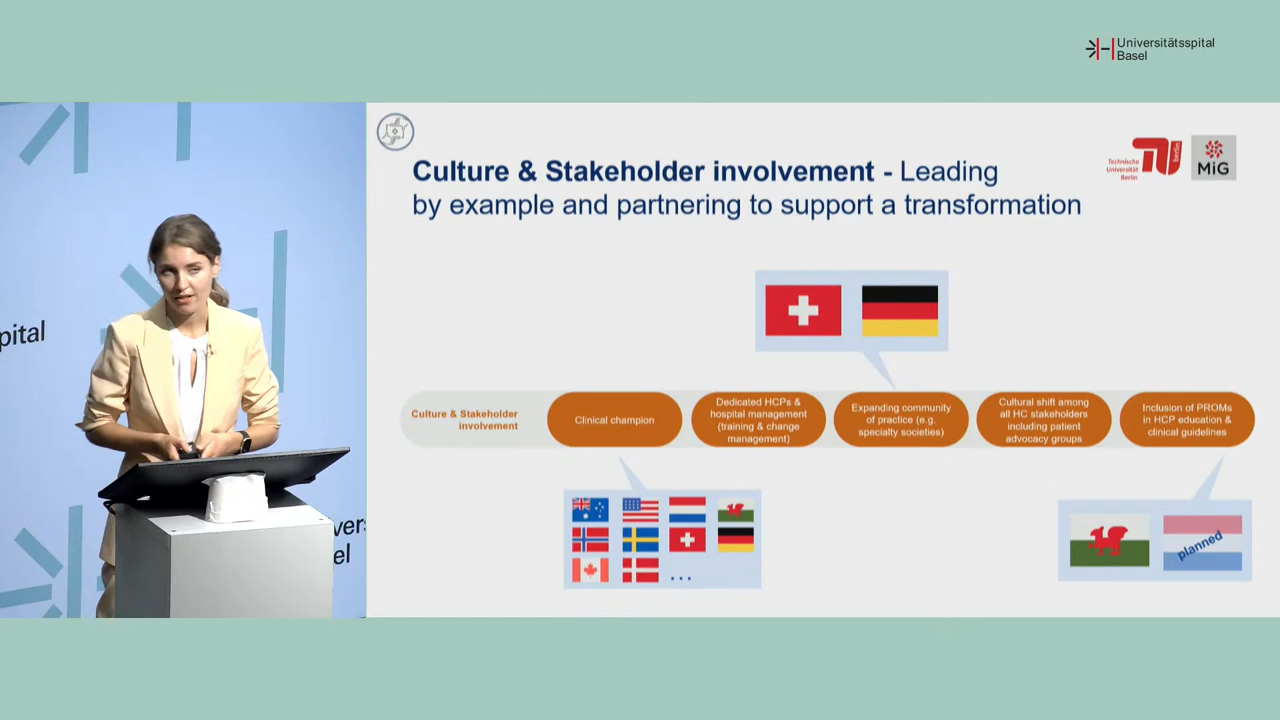 Universitätsspital
Basel
pital
vers
el
Culture & Stakeholder involvement - Leading
by example and partnering to support a transformation
Technische
Universität
Berlin
berlin
MiG
Culture & Stakeholder
involvement
Clinical champion
Dedicated HCPs &
hospital management
(training & change
management)
Expanding community
of practice (e.g.
specialty societies)
Cultural shift among
all HC stakeholders
including patient
advocacy groups
Inclusion of PROMs
in HCP education &
clinical guidelines
...
planned